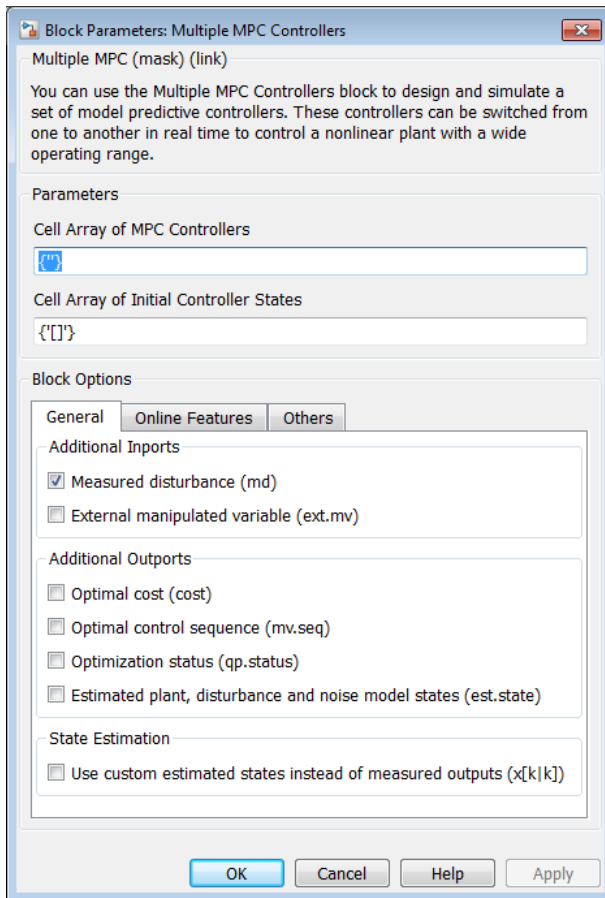 Block Parameters: Multiple MPC Controllers
Multiple MPC (mask) (link)
You can use the Multiple MPC Controllers block to design and simulate a
set of model predictive controllers. These controllers can be switched from
one to another in real time to control a nonlinear plant with a wide
operating range.
Parameters
Cell Array of MPC Controllers
{''}
Cell Array of Initial Controller States
{'[]'}
Block Options
General Online Features Others
Additional Inports
Measured disturbance (md)
External manipulated variable (ext.mv)
Additional Outports
Optimal cost (cost)
Optimal control sequence (mv.seq)
Optimization status (qp.status)
Estimated plant, disturbance and noise model states (est.state)
State Estimation
Use custom estimated states instead of measured outputs (x[k|k])
OK Cancel Help Apply